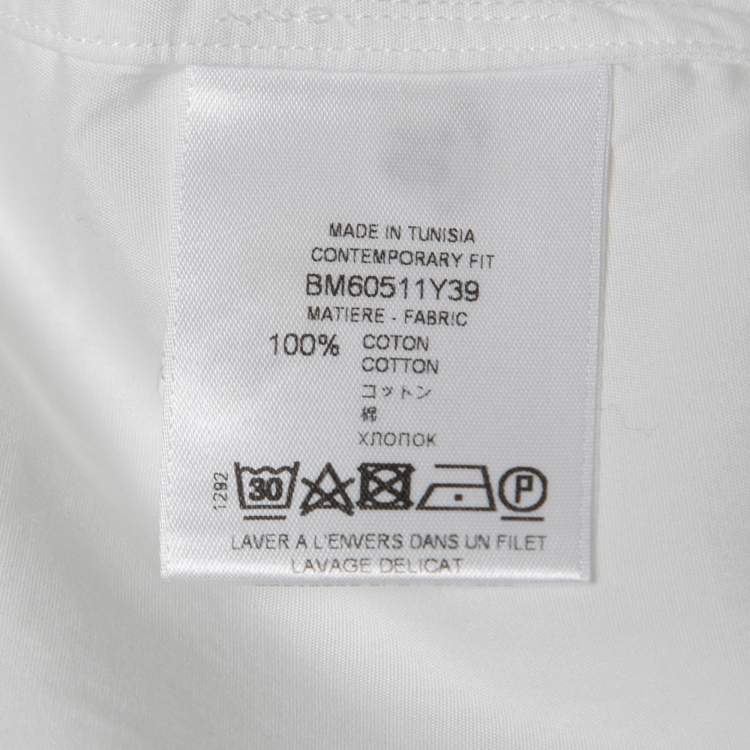 MADE IN TUNISIA
CONTEMPORARY FIT
BM60511Y39
MATIERE - FABRIC
100% COTON
COTTON
コットン
棉
ХЛОПОК
1292
30
P
LAVER A L'ENVERS DANS UN FILET
LAVAGE DELICAT